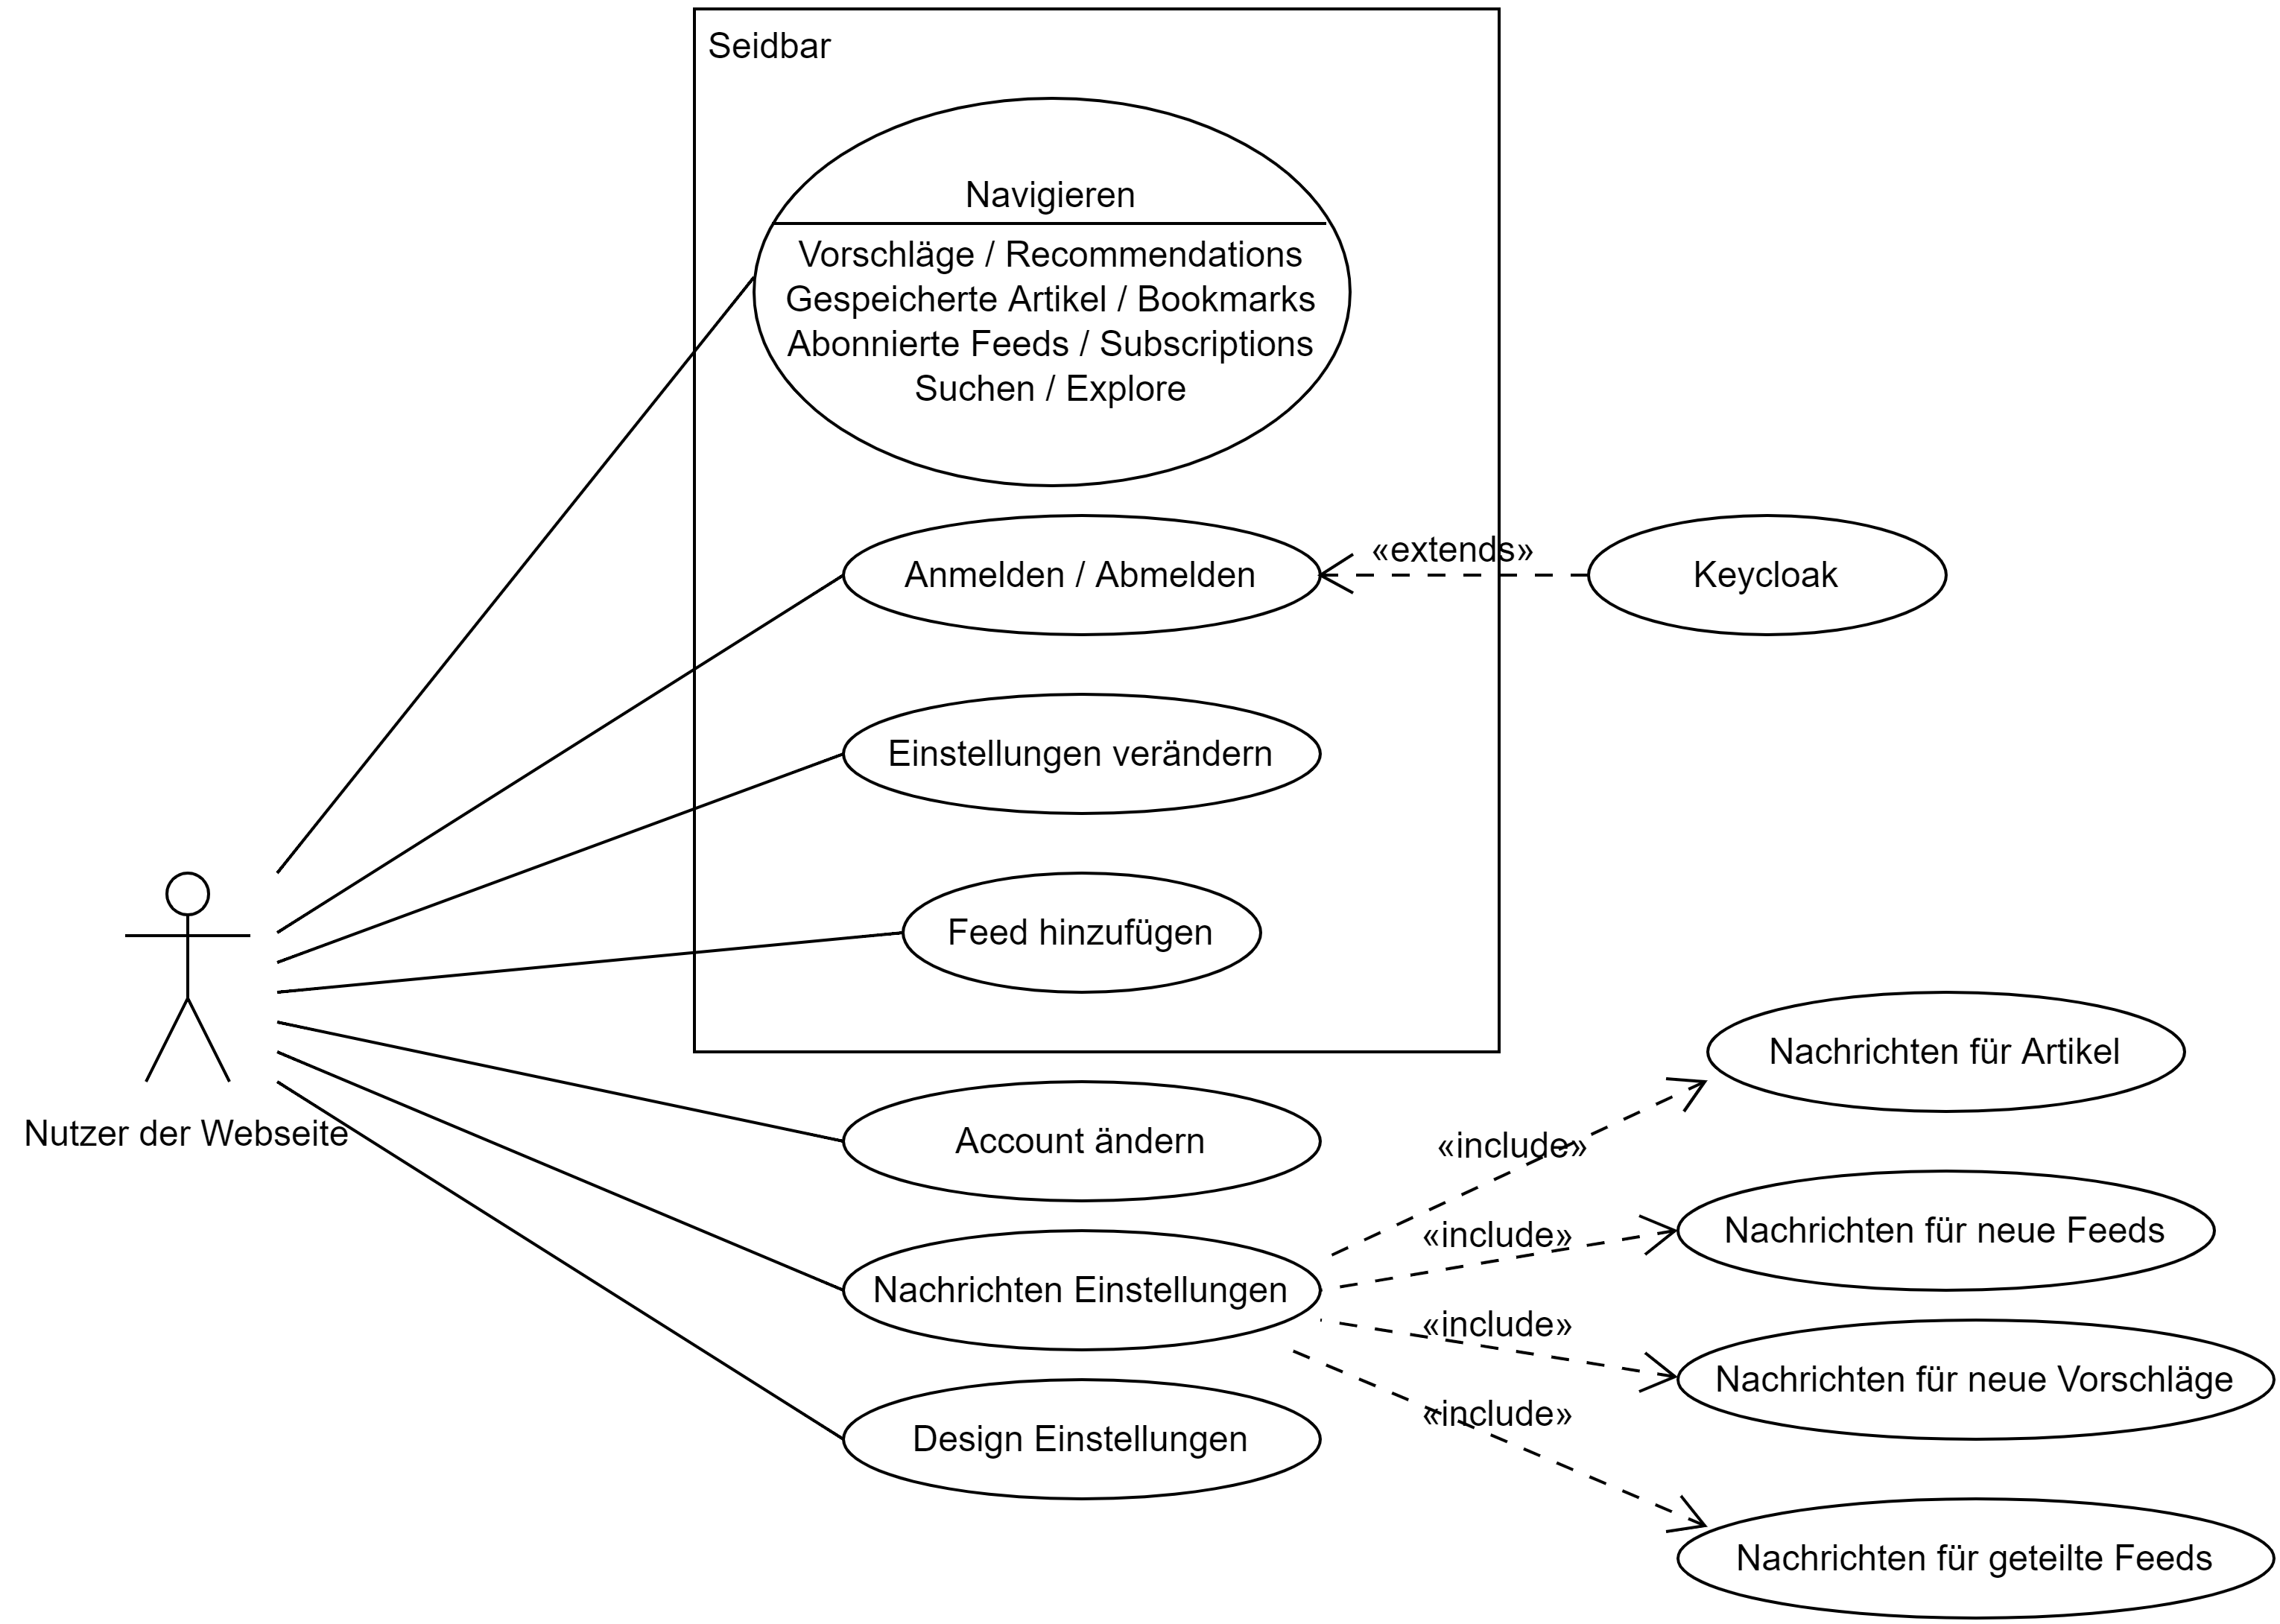 Seidbar
Navigieren
Vorschläge / Recommendations
Gespeicherte Artikel / Bookmarks
Abonnierte Feeds / Subscriptions
Suchen / Explore
Anmelden / Abmelden
«extends»
Keycloak
Einstellungen verändern
Feed hinzufügen
Nutzer der Webseite
Account ändern
Nachrichten Einstellungen
Design Einstellungen
«include»
Nachrichten für Artikel
«include»
Nachrichten für neue Feeds
«include»
Nachrichten für neue Vorschläge
«include»
Nachrichten für geteilte Feeds